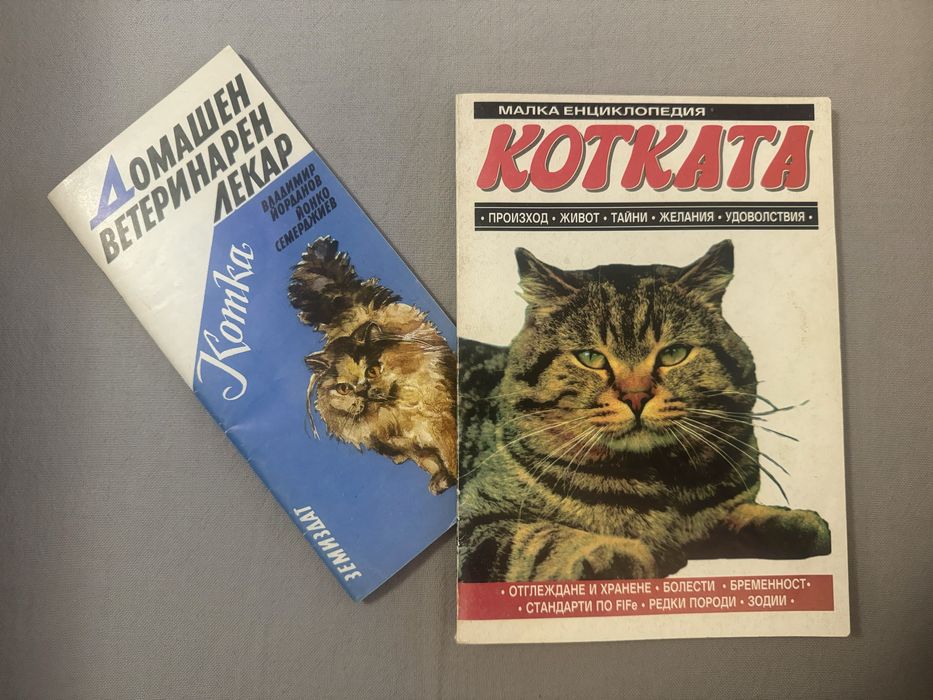 ДОМАШЕН
ВЕТЕРИНАРЕН
ЛЕКАР
ВЛАДИМИР
ЙОРДАНОВ
ЙОНКО
СЕМЕРДЖИЕВ
Котка
ЗЕМИЗДАТ
МАЛКА ЕНЦИКЛОПЕДИЯ
КОТКАТА
• ПРОИЗХОД • ЖИВОТ • ТАЙНИ • ЖЕЛАНИЯ • УДОВОЛСТВИЯ •
• ОТГЛЕЖДАНЕ И ХРАНЕНЕ • БОЛЕСТИ • БРЕМЕННОСТ •
• СТАНДАРТИ ПО FiFe • РЕДКИ ПОРОДИ • ЗОДИИ •